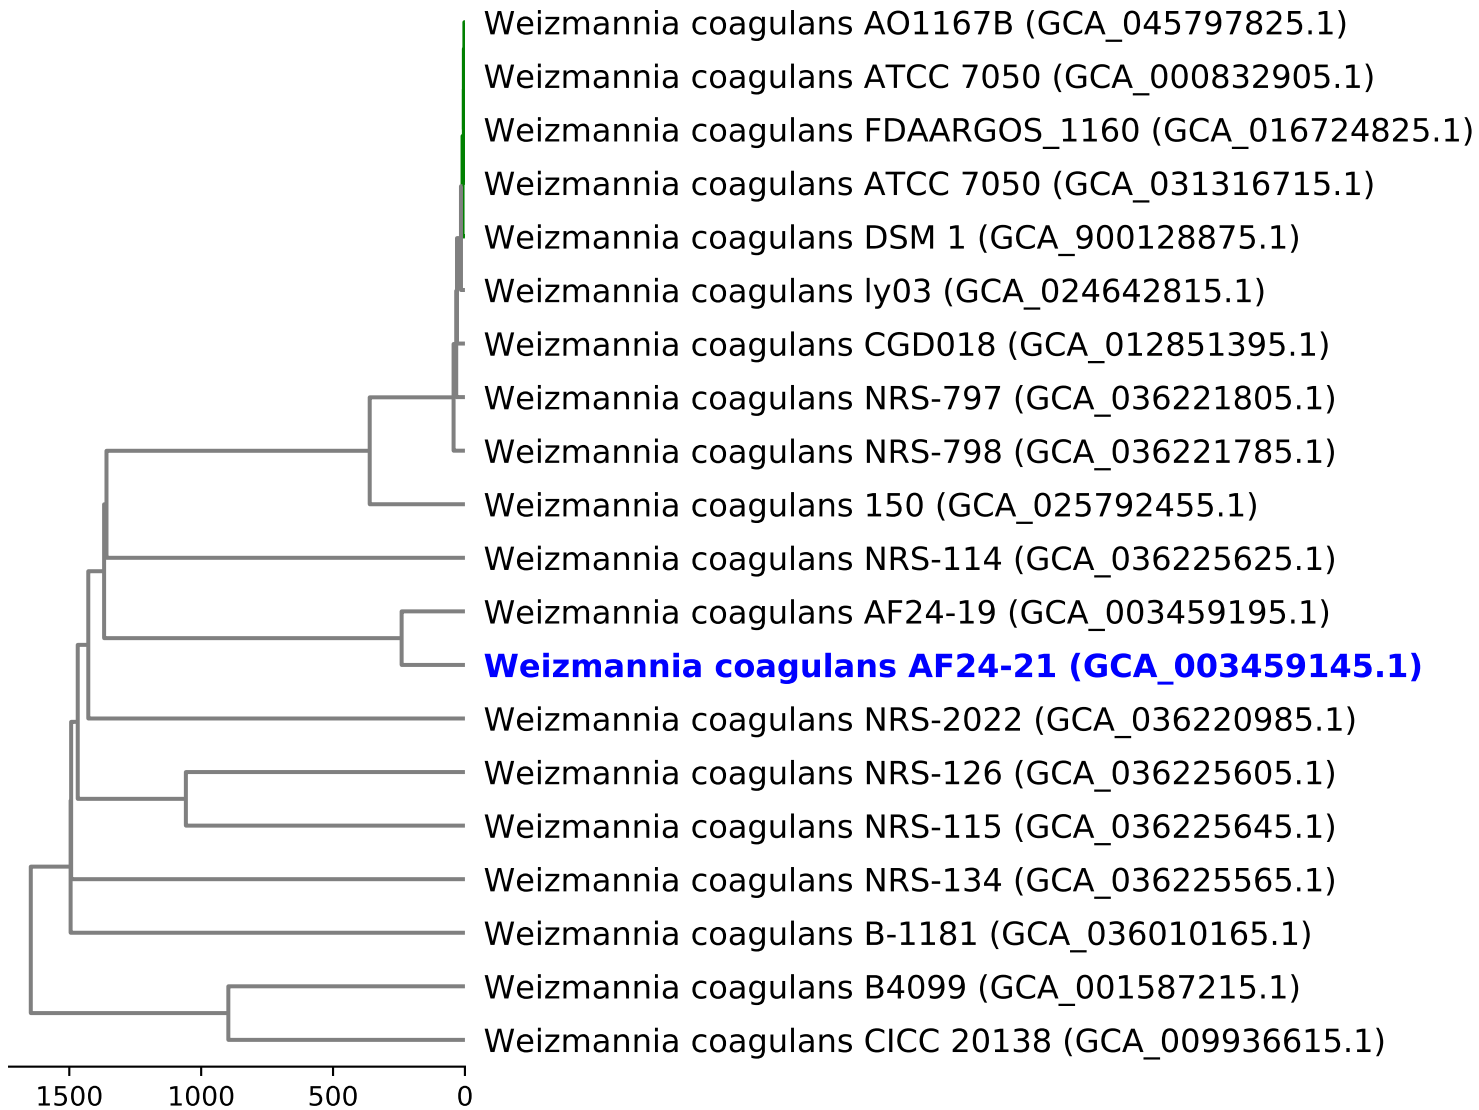 Weizmannia coagulans AO1167B (GCA_045797825.1)
Weizmannia coagulans ATCC 7050 (GCA_000832905.1)
Weizmannia coagulans FDAARGOS_1160 (GCA_016724825.1)
Weizmannia coagulans ATCC 7050 (GCA_031316715.1)
Weizmannia coagulans DSM 1 (GCA_900128875.1)
Weizmannia coagulans ly03 (GCA_024642815.1)
Weizmannia coagulans CGD018 (GCA_012851395.1)
Weizmannia coagulans NRS-797 (GCA_036221805.1)
Weizmannia coagulans NRS-798 (GCA_036221785.1)
Weizmannia coagulans 150 (GCA_025792455.1)
Weizmannia coagulans NRS-114 (GCA_036225625.1)
Weizmannia coagulans AF24-19 (GCA_003459195.1)
Weizmannia coagulans AF24-21 (GCA_003459145.1)
Weizmannia coagulans NRS-2022 (GCA_036220985.1)
Weizmannia coagulans NRS-126 (GCA_036225605.1)
Weizmannia coagulans NRS-115 (GCA_036225645.1)
Weizmannia coagulans NRS-134 (GCA_036225565.1)
Weizmannia coagulans B-1181 (GCA_036010165.1)
Weizmannia coagulans B4099 (GCA_001587215.1)
Weizmannia coagulans CICC 20138 (GCA_009936615.1)
1500 1000 500 0